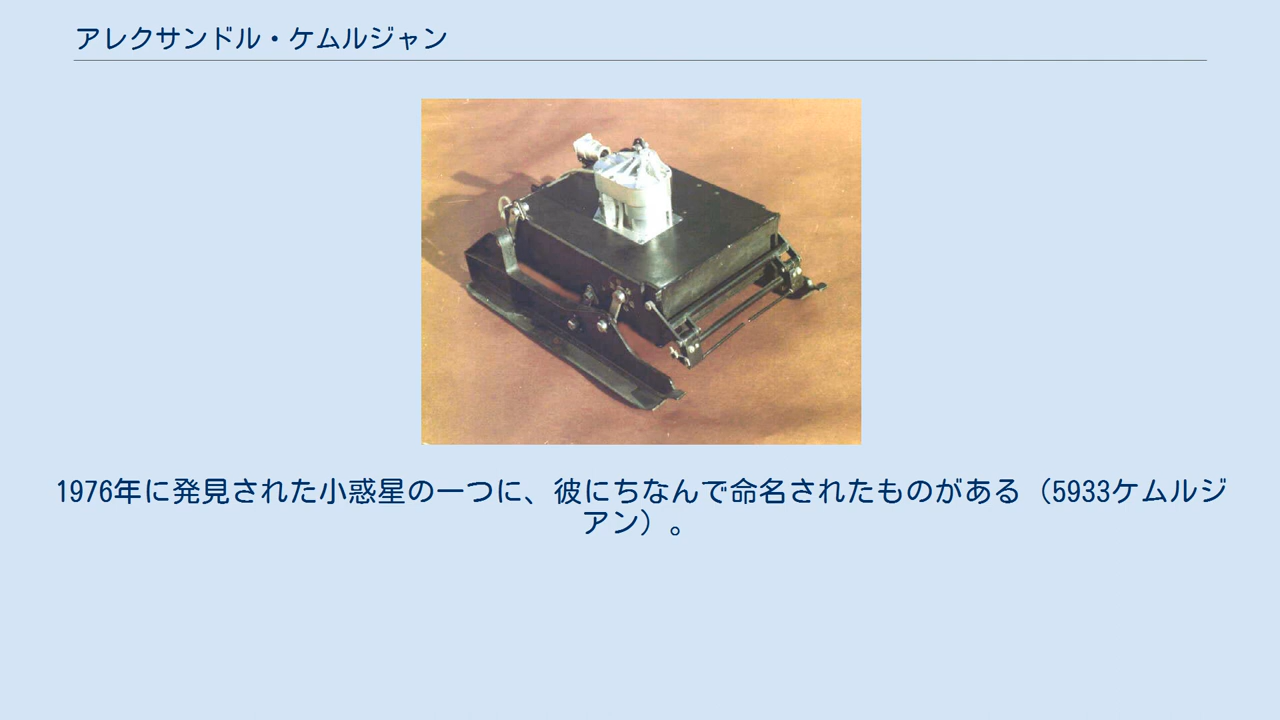 アレクサンドル・ケムルジャン
1976年に発見された小惑星の一つに、彼にちなんで命名されたものがある（5933ケムルジ
アン）。